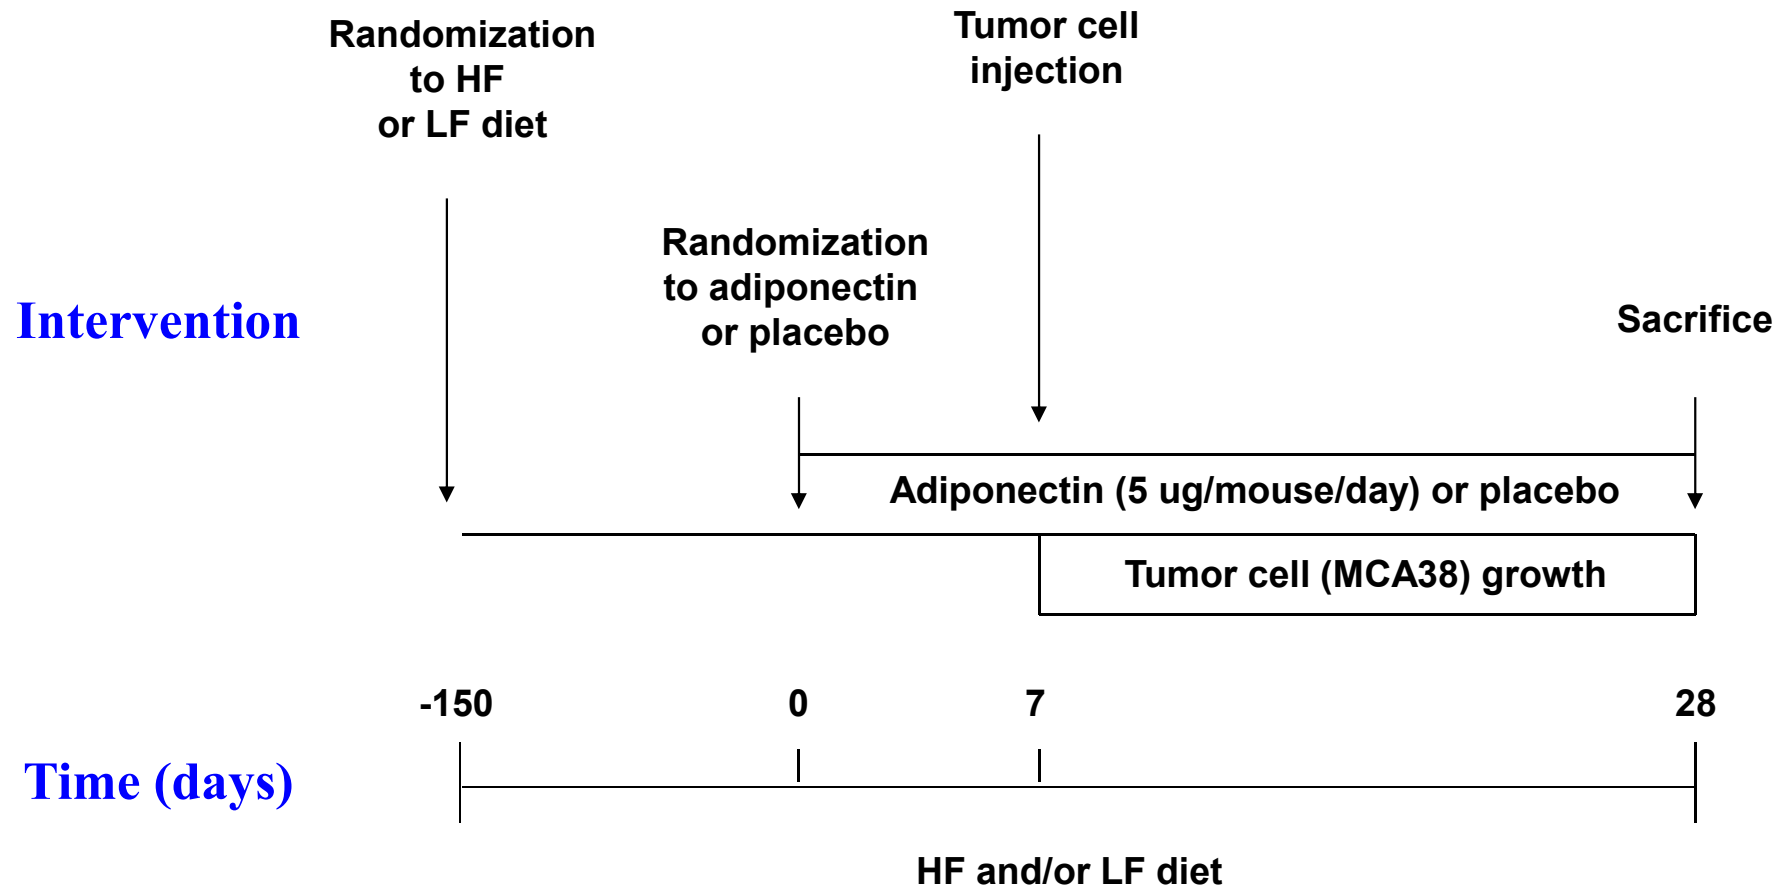 Randomization
to HF
or LF diet
Tumor cell
injection
Randomization
to adiponectin
or placebo
Intervention
Sacrifice
Adiponectin (5 ug/mouse/day) or placebo
Tumor cell (MCA38) growth
-150 0 7 28
Time (days)
HF and/or LF diet